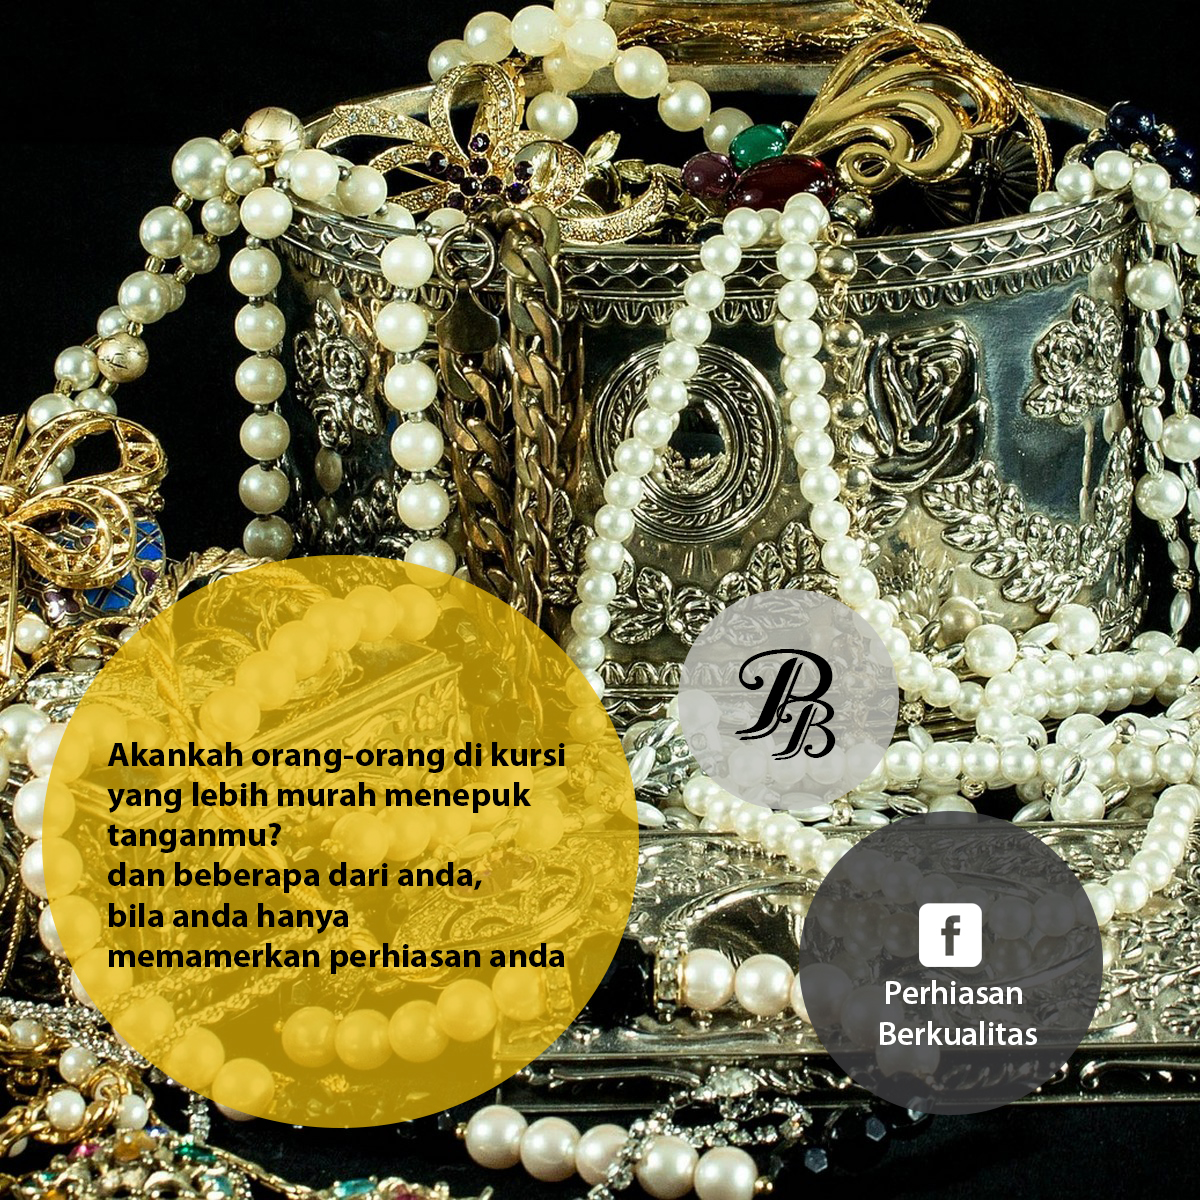 Akankah orang-orang di kursi
yang lebih murah menepuk
tanganmu?
dan beberapa dari anda,
bila anda hanya
memamerkan perhiasan anda
PB
f
Perhiasan
Berkualitas